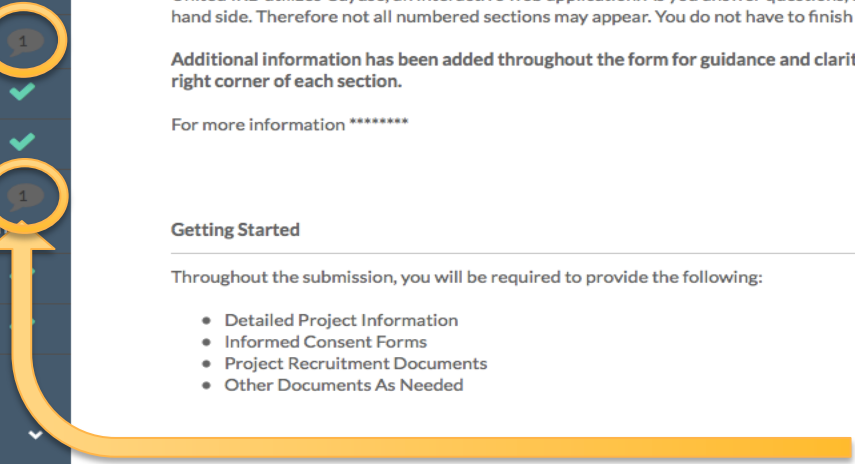 hand side. Therefore not all numbered sections may appear. You do not have to finish
1
Additional information has been added throughout the form for guidance and clarit
right corner of each section.
For more information ********
1
Getting Started
Throughout the submission, you will be required to provide the following:
Detailed Project Information
Informed Consent Forms
Project Recruitment Documents
Other Documents As Needed